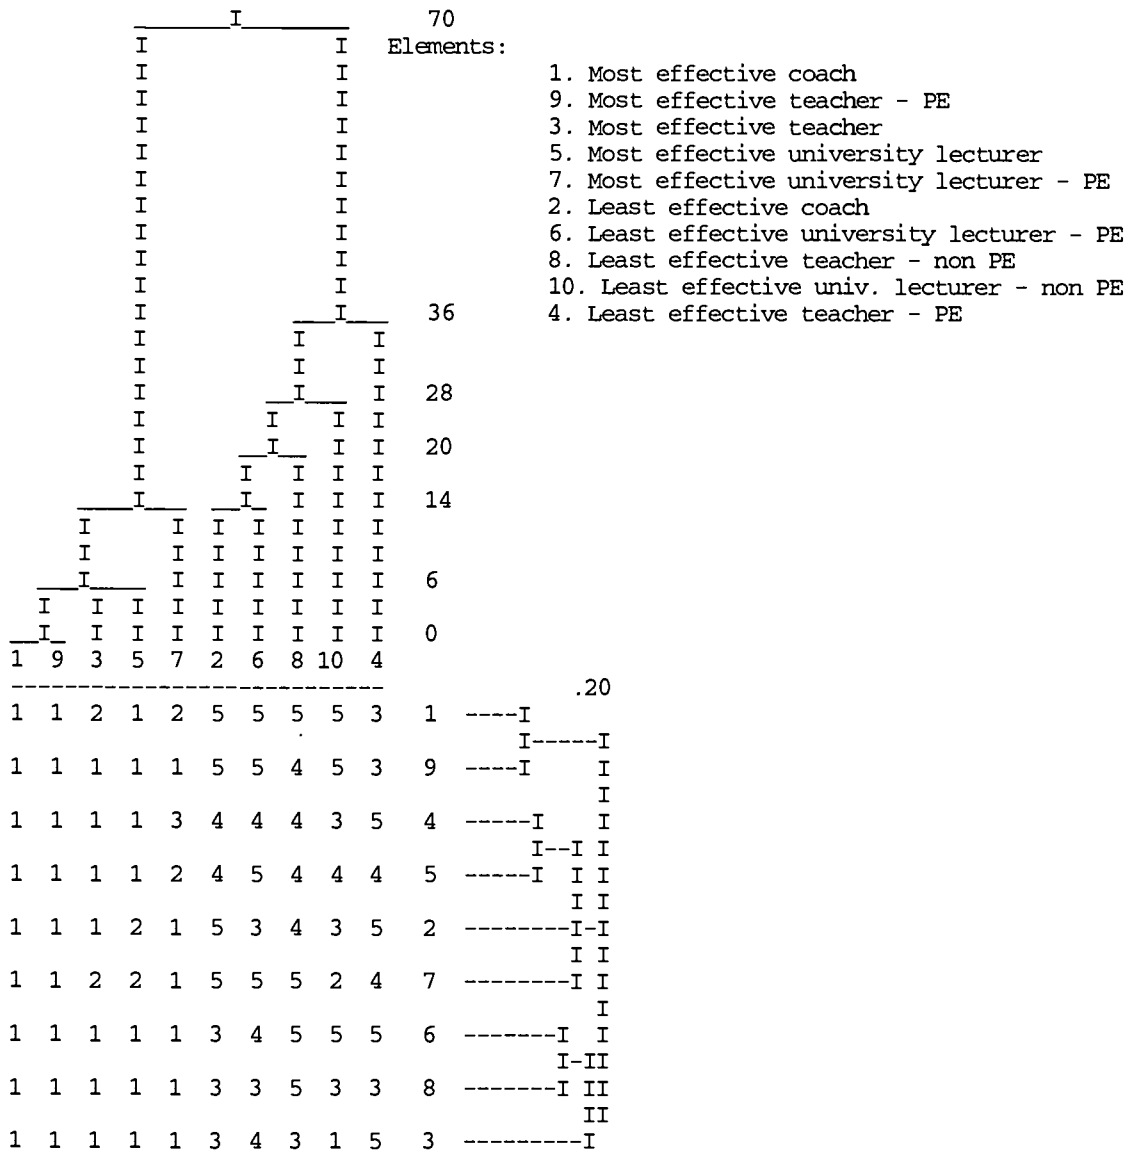 70
Elements:
1. Most effective coach
9. Most effective teacher - PE
3. Most effective teacher
5. Most effective university lecturer
7. Most effective university lecturer - PE
2. Least effective coach
6. Least effective university lecturer - PE
8. Least effective teacher - non PE
10. Least effective univ. lecturer - non PE
36 4. Least effective teacher - PE
28
20
14
6
0
1 9 3 5 7 2 6 8 10 4
.20
1 1 2 1 2 5 5 5 5 3 1
1 1 1 1 1 5 5 4 5 3 9
1 1 1 1 3 4 4 4 3 5 4
1 1 1 1 2 4 5 4 4 4 5
1 1 1 2 1 5 3 4 3 5 2
1 1 2 2 1 5 5 5 2 4 7
1 1 1 1 1 3 4 5 5 5 6
1 1 1 1 1 3 3 5 3 3 8
1 1 1 1 1 3 4 3 1 5 3